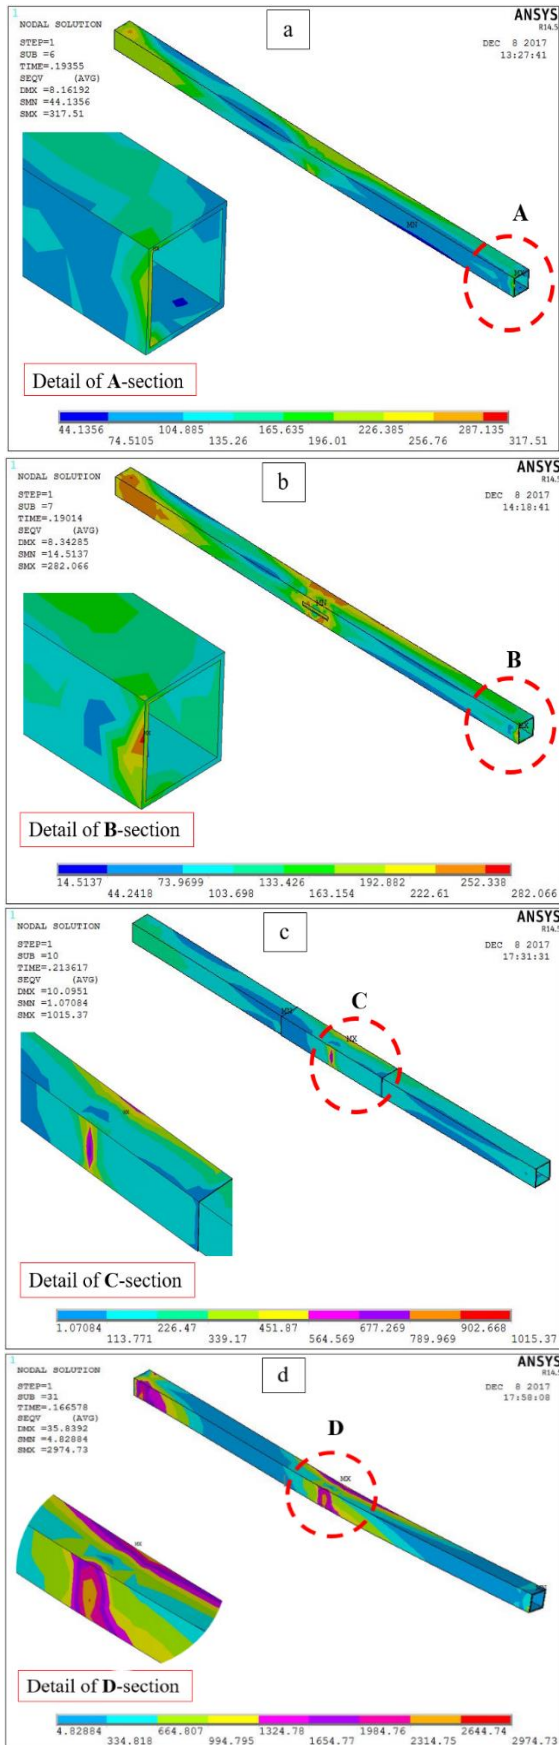 1
NODAL SOLUTION
STEP=1
SUB =6
TIME=.19355
SEQV (AVG)
DMX =8.16192
SMN =44.1356
SMX =317.51
a
ANSYS
R14.5
DEC 8 2017
13:27:41
MN
A
MX
MX
Detail of A-section
44.1356 104.885 165.635 226.385 287.135
74.5105 135.26 196.01 256.76 317.51
1
NODAL SOLUTION
STEP=1
SUB =7
TIME=.19014
SEQV (AVG)
DMX =8.34285
SMN =14.5137
SMX =282.066
b
ANSYS
R14.5
DEC 8 2017
14:18:41
MN
B
MX
MX
Detail of B-section
14.5137 73.9699 133.426 192.882 252.338
44.2418 103.698 163.154 222.61 282.066
1
NODAL SOLUTION
STEP=1
SUB =10
TIME=.213617
SEQV (AVG)
DMX =10.0951
SMN =1.07084
SMX =1015.37
c
ANSYS
R14.5
DEC 8 2017
17:31:31
MN
C
MX
MX
Detail of C-section
1.07084 226.47 451.87 677.269 902.668
113.771 339.17 564.569 789.969 1015.37
1
NODAL SOLUTION
STEP=1
SUB =31
TIME=.166578
SEQV (AVG)
DMX =35.8392
SMN =4.82884
SMX =2974.73
d
ANSYS
R14.5
DEC 8 2017
17:58:08
D
MX
MX
Detail of D-section
4.82884 664.807 1324.78 1984.76 2644.74
334.818 994.795 1654.77 2314.75 2974.73